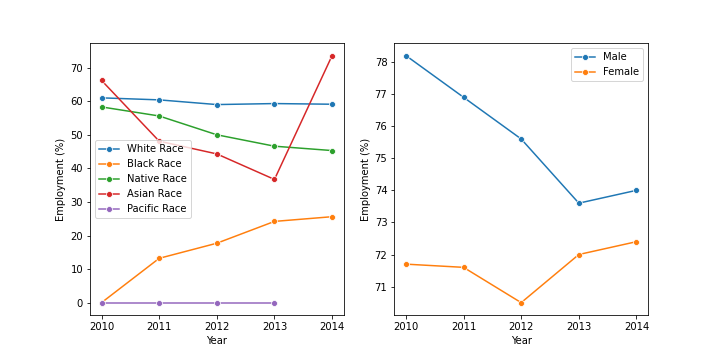 70
60
50
40
30
20
10
0
Employment (%)
White Race
Black Race
Native Race
Asian Race
Pacific Race
2010 2011 2012 2013 2014
Year
78
77
76
75
74
73
72
71
Employment (%)
Male
Female
2010 2011 2012 2013 2014
Year